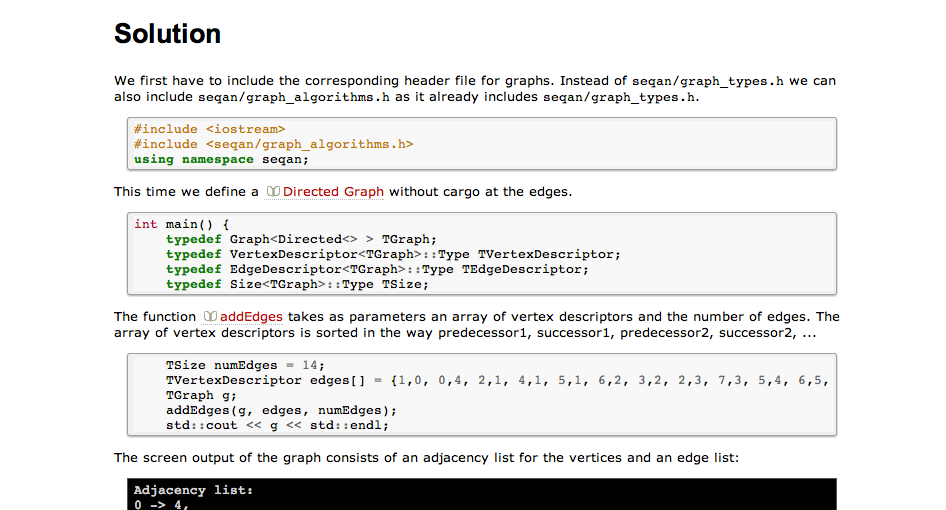 Solution
We first have to include the corresponding header file for graphs. Instead of seqan/graph_types.h we can
also include seqan/graph_algorithms.h as it already includes seqan/graph_types.h.
#include <iostream>
#include <seqan/graph_algorithms.h>
using namespace seqan;
This time we define a Directed Graph without cargo at the edges.
int main() {
    typedef Graph<Directed<> > TGraph;
    typedef VertexDescriptor<TGraph>::Type TVertexDescriptor;
    typedef EdgeDescriptor<TGraph>::Type TEdgeDescriptor;
    typedef Size<TGraph>::Type TSize;
The function addEdges takes as parameters an array of vertex descriptors and the number of edges. The
array of vertex descriptors is sorted in the way predecessor1, successor1, predecessor2, successor2, ...
    TSize numEdges = 14;
    TVertexDescriptor edges[] = {1,0, 0,4, 2,1, 4,1, 5,1, 6,2, 3,2, 2,3, 7,3, 5,4, 6,5,
    TGraph g;
    addEdges(g, edges, numEdges);
    std::cout << g << std::endl;
The screen output of the graph consists of an adjacency list for the vertices and an edge list:
Adjacency list:
0 -> 4,